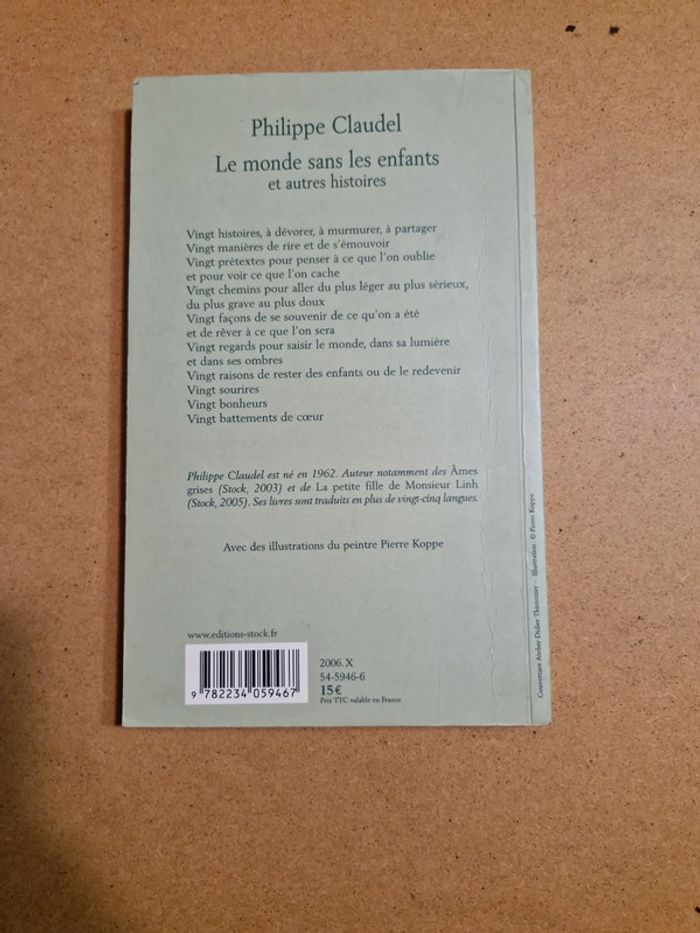 Philippe Claudel
Le monde sans les enfants
et autres histoires
Vingt histoires, à dévorer, à murmurer, à partager
Vingt manières de rire et de s'émouvoir
Vingt prétextes pour penser à ce que l'on oublie
et pour voir ce que l'on cache
Vingt chemins pour aller du plus léger au plus sérieux,
du plus grave au plus doux
Vingt façons de se souvenir de ce qu'on a été
et de rêver à ce que l'on sera
Vingt regards pour saisir le monde, dans sa lumière
et dans ses ombres
Vingt raisons de rester des enfants ou de le redevenir
Vingt sourires
Vingt bonheurs
Vingt battements de cœur
Philippe Claudel est né en 1962. Auteur notamment des Âmes
grises (Stock, 2003) et de La petite fille de Monsieur Linh
(Stock, 2005). Ses livres sont traduits en plus de vingt-cinq langues.
Avec des illustrations du peintre Pierre Koppe
www.editions-stock.fr
9 782234 059467
2006.X
54-5946-6
15 €
Prix TTC valable en France
Couverture Atelier Didier Thimonier - Illustration : © Pierre Koppe